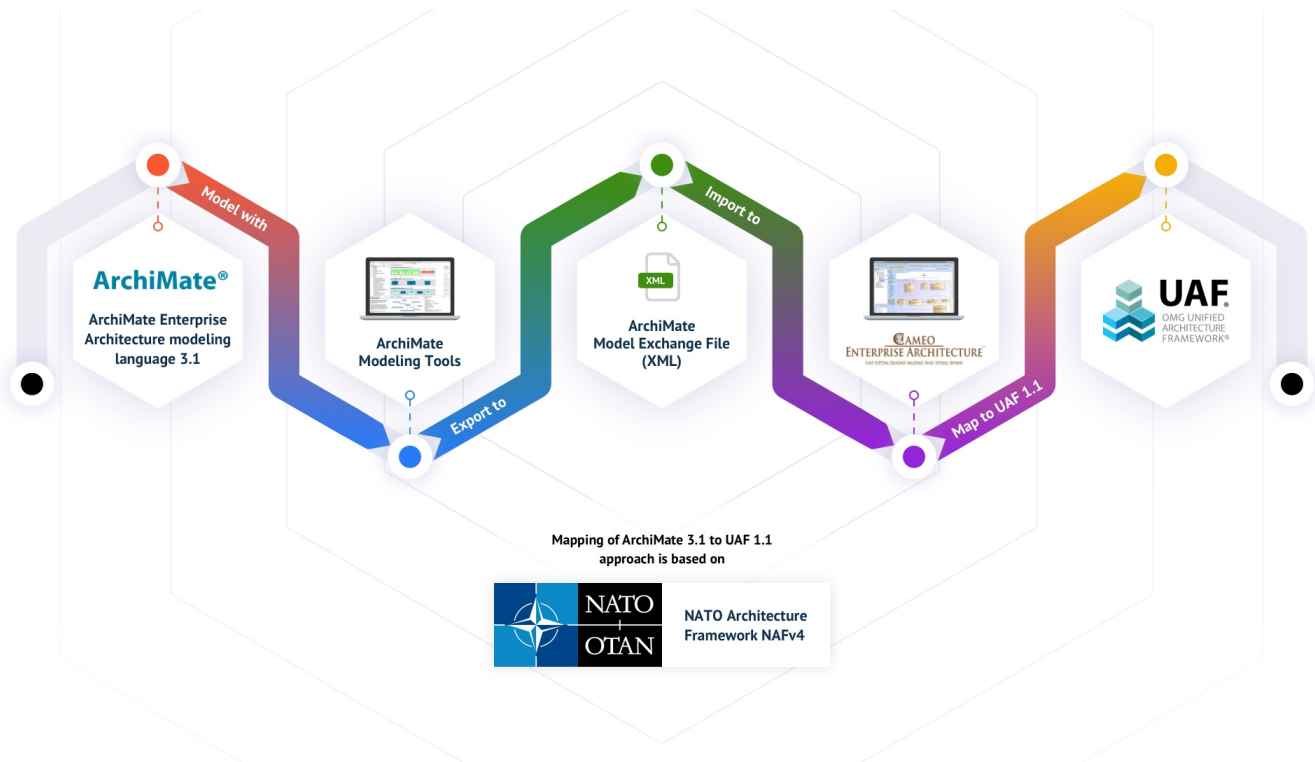 Model with
ArchiMate®
ArchiMate Enterprise
Architecture modeling
language 3.1
ArchiMate
Modeling Tools
Export to
XML
ArchiMate
Model Exchange File
(XML)
Import to
CAMEO
ENTERPRISE ARCHITECTURE
Map to UAF 1.1
UAF®
OMG UNIFIED
ARCHITECTURE
FRAMEWORK®
Mapping of ArchiMate 3.1 to UAF 1.1
approach is based on
NATO
OTAN
NATO Architecture
Framework NAFv4